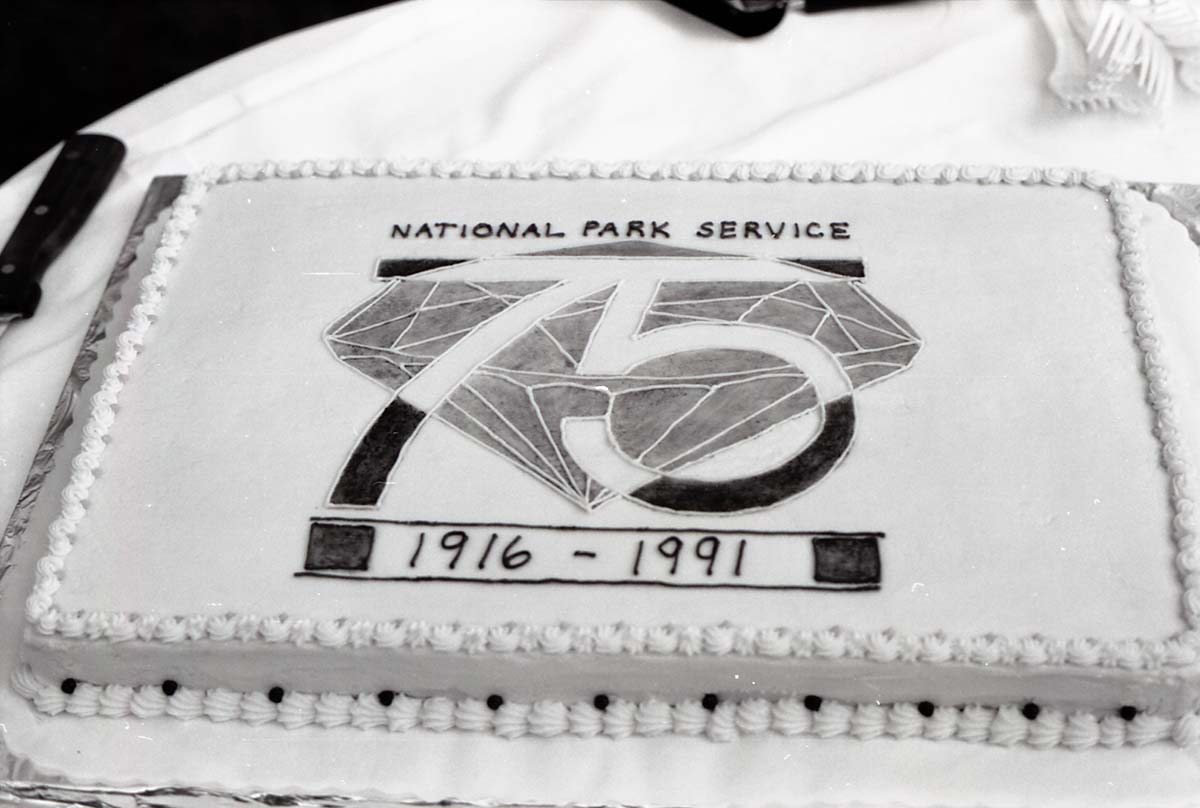 NATIONAL PARK SERVICE
75
1916 - 1991